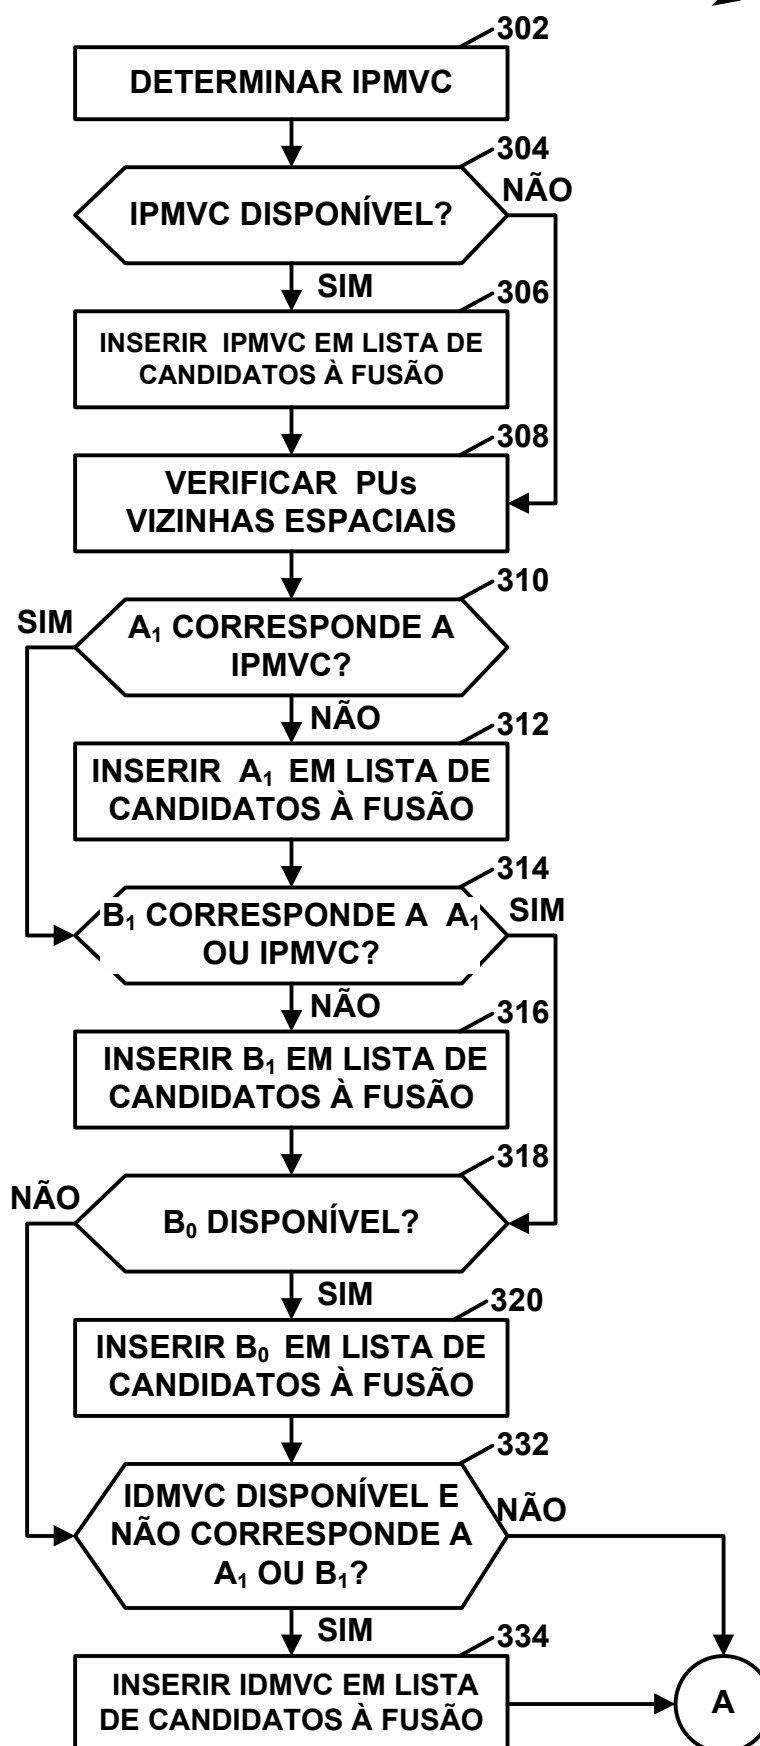 302
DETERMINAR IPMVC
304
NÃO
IPMVC DISPONÍVEL?
SIM
306
INSERIR IPMVC EM LISTA DE
CANDIDATOS À FUSÃO
308
VERIFICAR PUs
VIZINHAS ESPACIAIS
310
SIM
A₁ CORRESPONDE A
IPMVC?
NÃO
312
INSERIR A₁ EM LISTA DE
CANDIDATOS À FUSÃO
314
B₁ CORRESPONDE A A₁
SIM
OU IPMVC?
NÃO
316
INSERIR B₁ EM LISTA DE
CANDIDATOS À FUSÃO
318
NÃO
B₀ DISPONÍVEL?
SIM
320
INSERIR B₀ EM LISTA DE
CANDIDATOS À FUSÃO
332
IDMVC DISPONÍVEL E
NÃO
NÃO CORRESPONDE A
A₁ OU B₁?
SIM
334
INSERIR IDMVC EM LISTA
DE CANDIDATOS À FUSÃO
A